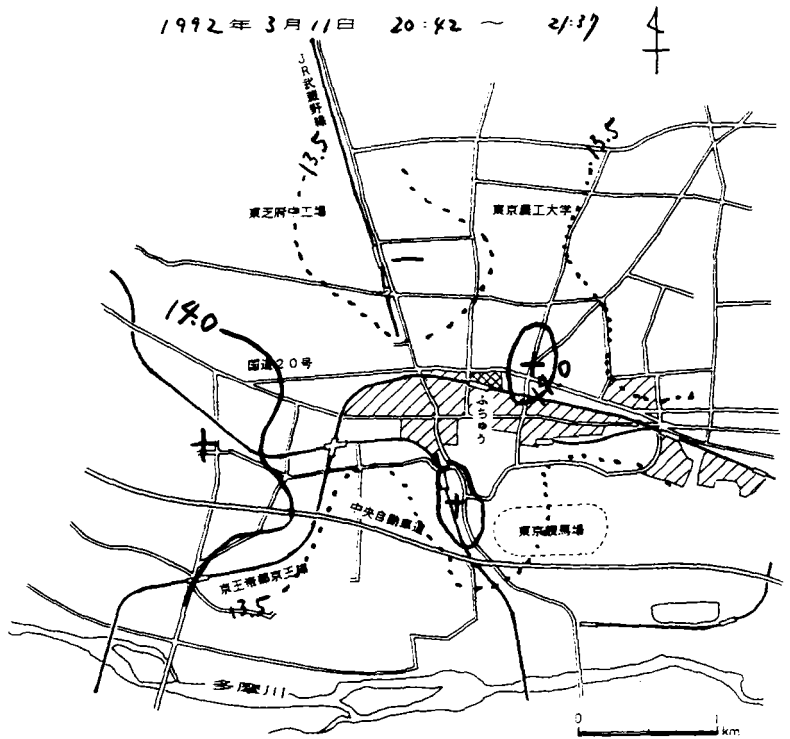 1992年3月11日 20:42 〜 21:37
JR武蔵野線
13.5
13.5
東芝府中工場
東京農工大学
14.0
国道20号
14.0
ふちゅう
中央自動車道
東京競馬場
京王帝都京王線
13.5
多摩川
0 1 km